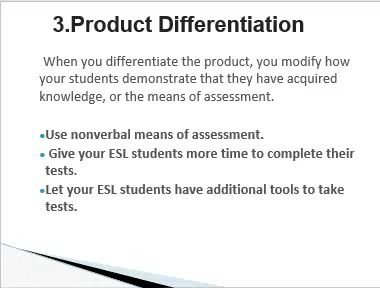 3.Product Differentiation
When you differentiate the product, you modify how
your students demonstrate that they have acquired
knowledge, or the means of assessment.
●Use nonverbal means of assessment.
● Give your ESL students more time to complete their
tests.
●Let your ESL students have additional tools to take
tests.